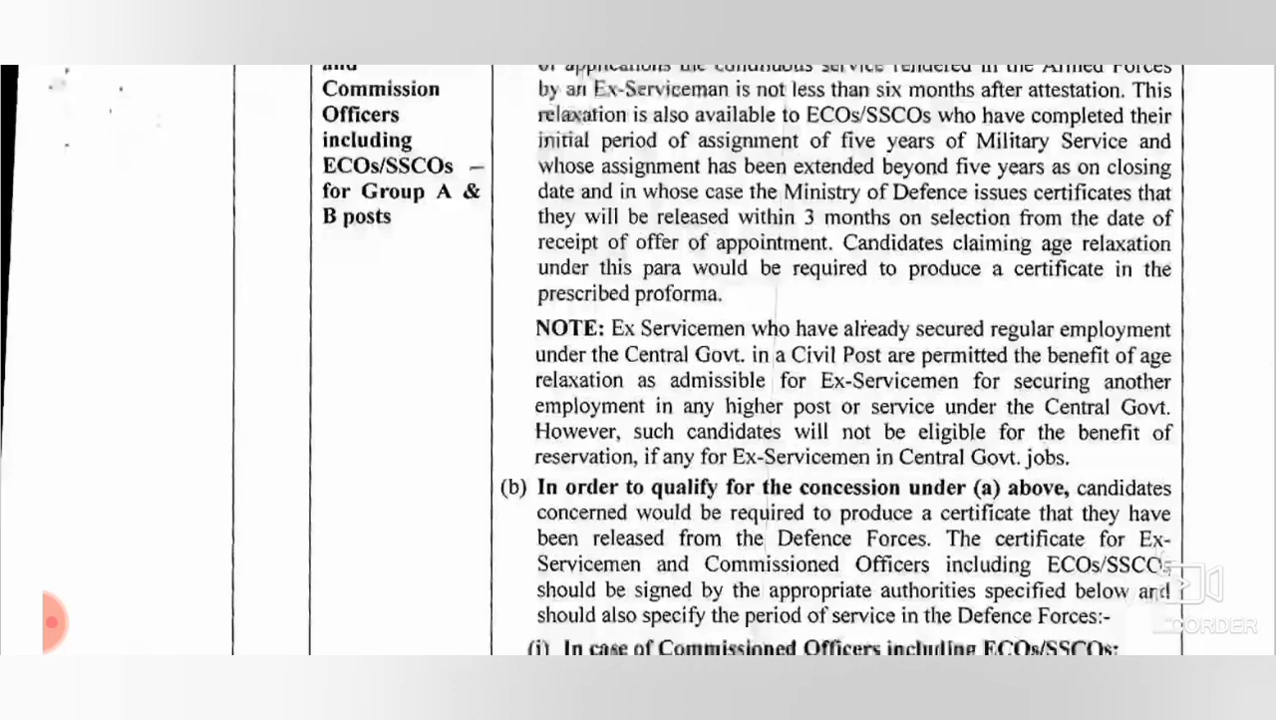 and
Commission
Officers
including
ECOs/SSCOs –
for Group A &
B posts
of applications the continuous service rendered in the Armed Forces
by an Ex-Serviceman is not less than six months after attestation. This
relaxation is also available to ECOs/SSCOs who have completed their
initial period of assignment of five years of Military Service and
whose assignment has been extended beyond five years as on closing
date and in whose case the Ministry of Defence issues certificates that
they will be released within 3 months on selection from the date of
receipt of offer of appointment. Candidates claiming age relaxation
under this para would be required to produce a certificate in the
prescribed proforma.
NOTE: Ex Servicemen who have already secured regular employment
under the Central Govt. in a Civil Post are permitted the benefit of age
relaxation as admissible for Ex-Servicemen for securing another
employment in any higher post or service under the Central Govt.
However, such candidates will not be eligible for the benefit of
reservation, if any for Ex-Servicemen in Central Govt. jobs.
(b) In order to qualify for the concession under (a) above, candidates
concerned would be required to produce a certificate that they have
been released from the Defence Forces. The certificate for Ex-
Servicemen and Commissioned Officers including ECOs/SSCOs
should be signed by the appropriate authorities specified below and
should also specify the period of service in the Defence Forces:-
(i) In case of Commissioned Officers including ECOs/SSCOs: